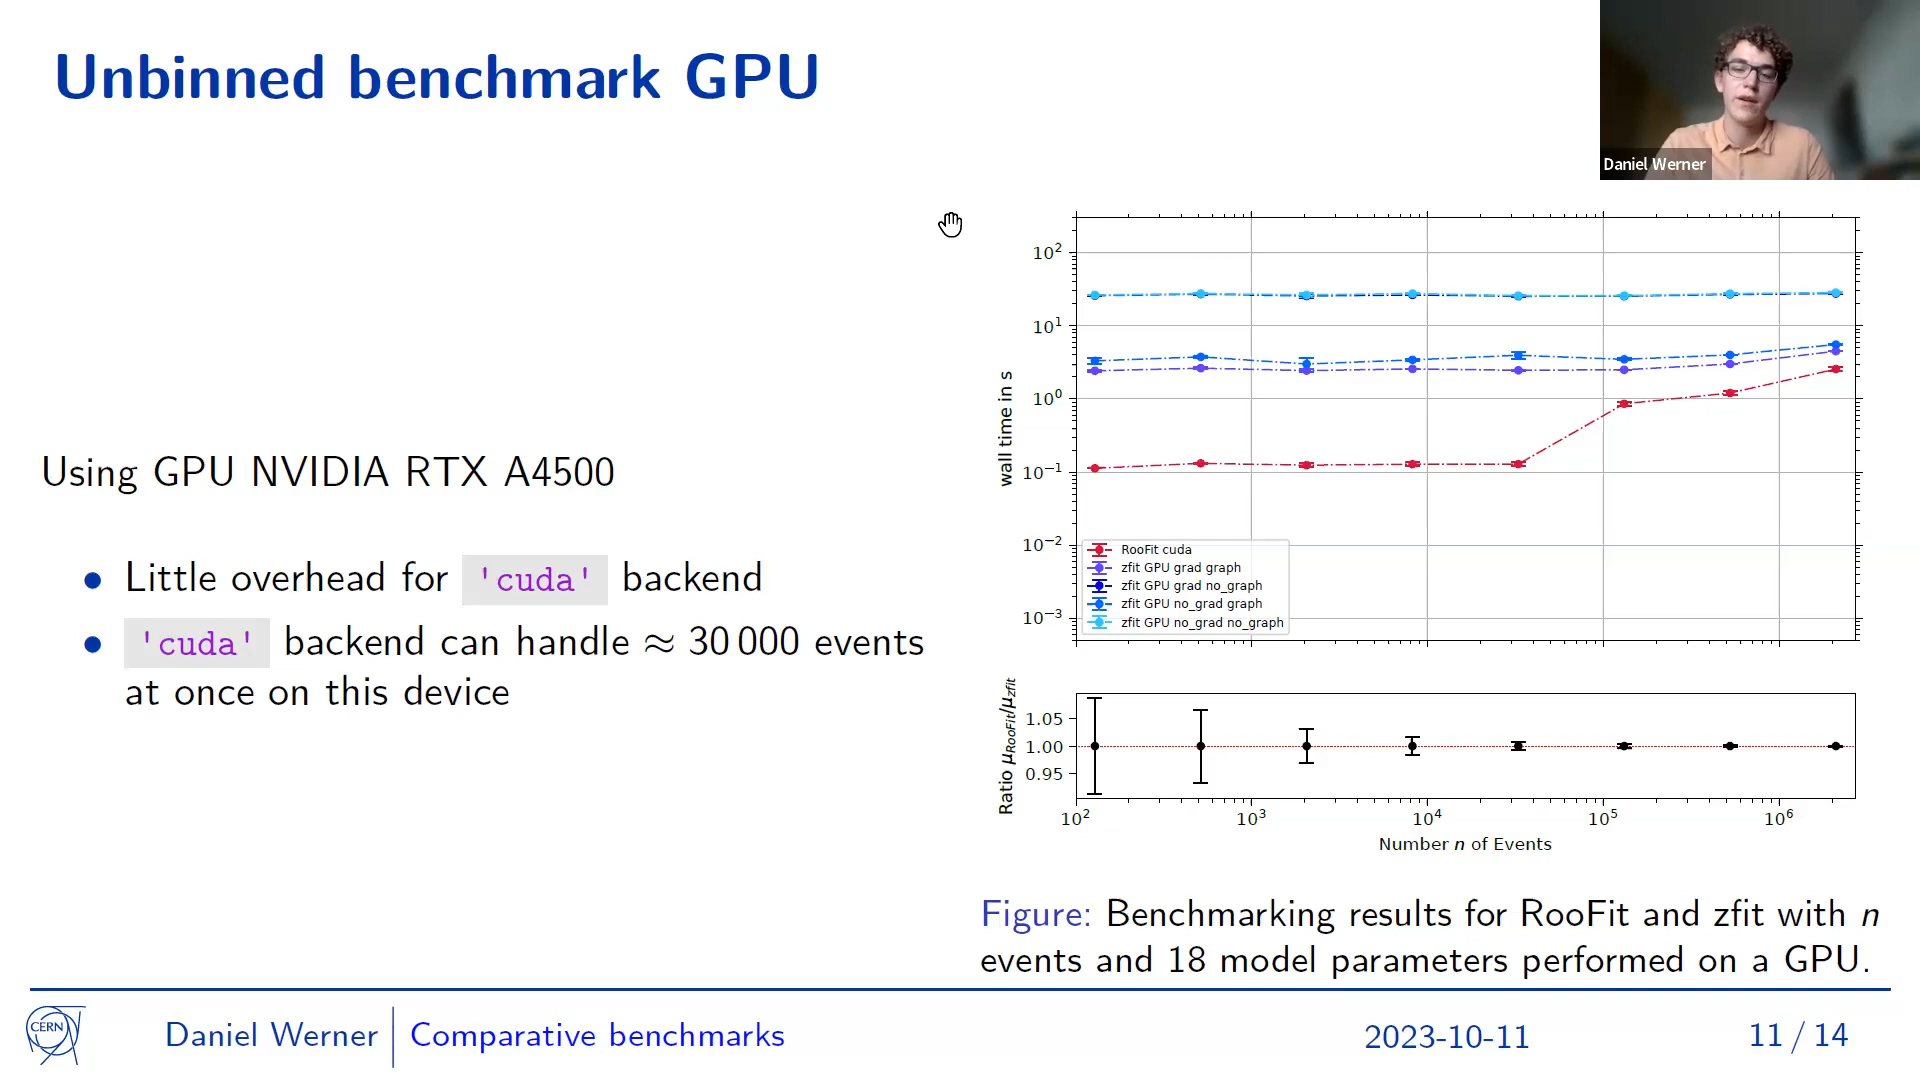 Unbinned benchmark GPU
Daniel Werner
Using GPU NVIDIA RTX A4500
Little overhead for 'cuda' backend
'cuda' backend can handle ≈ 30 000 events
at once on this device
wall time in s
10²
10¹
10⁰
10⁻¹
10⁻²
10⁻³
RooFit cuda
zfit GPU grad graph
zfit GPU grad no_graph
zfit GPU no_grad graph
zfit GPU no_grad no_graph
Ratio μRooFit/μzfit
1.05
1.00
0.95
10² 10³ 10⁴ 10⁵ 10⁶
Number n of Events
Figure: Benchmarking results for RooFit and zfit with n
events and 18 model parameters performed on a GPU.
CERN
Daniel Werner Comparative benchmarks 2023-10-11 11 / 14